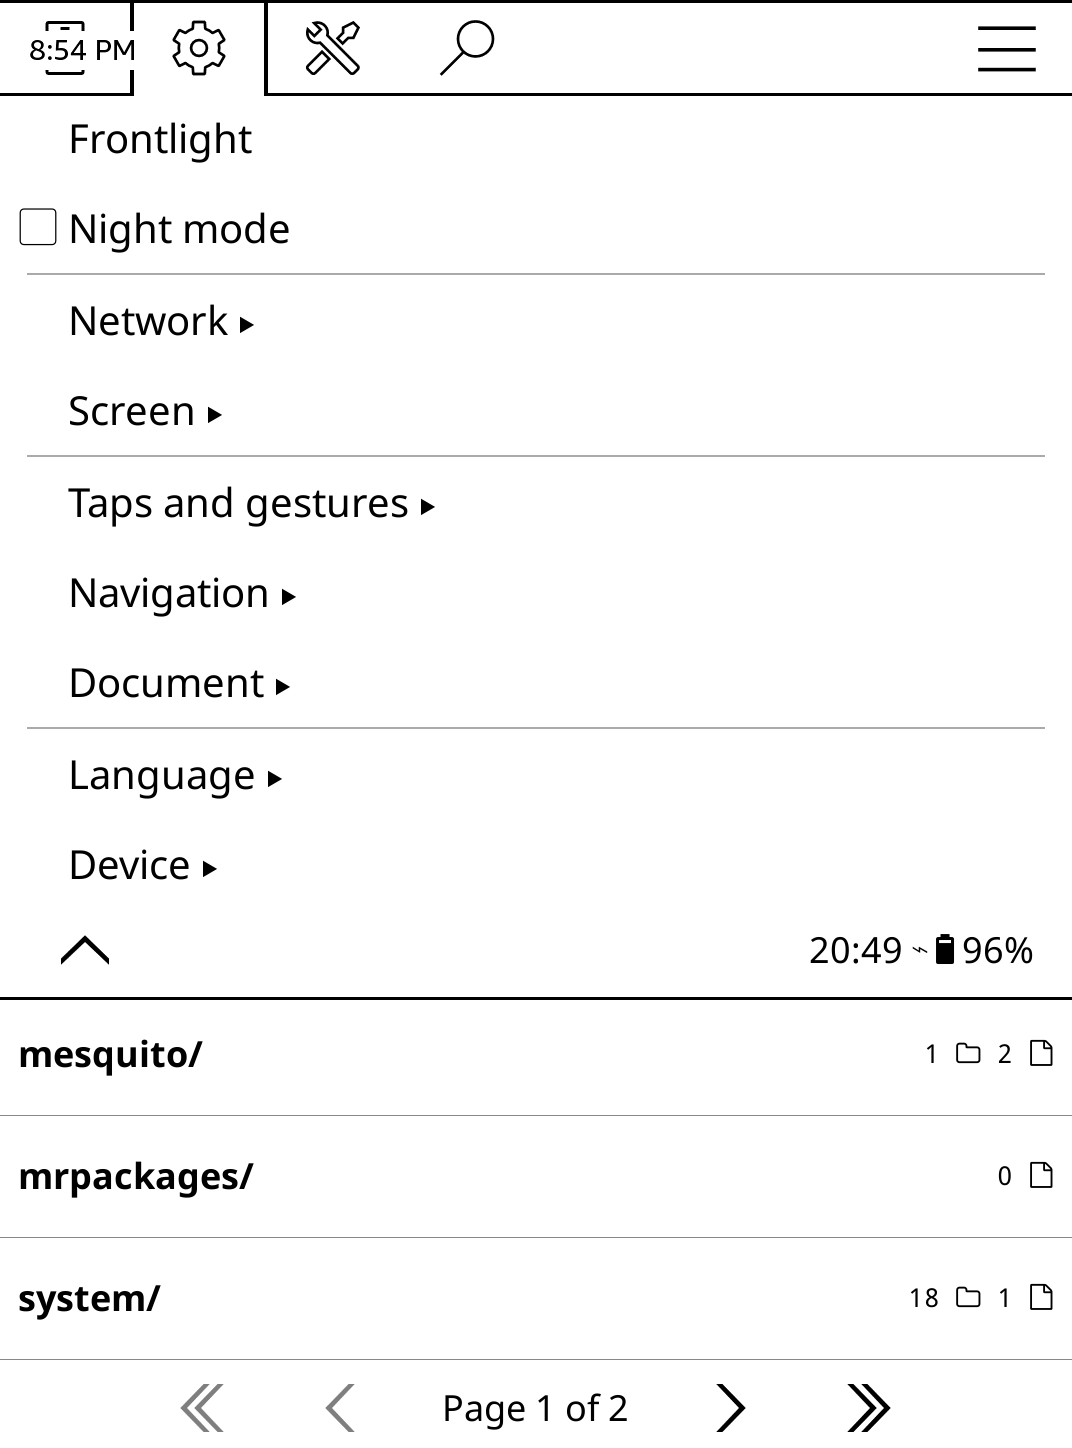 8:54 PM
Frontlight
Night mode
Network
Screen
Taps and gestures
Navigation
Document
Language
Device
20:49 96%
mesquito/ 1 2
mrpackages/ 0
system/ 18 1
Page 1 of 2